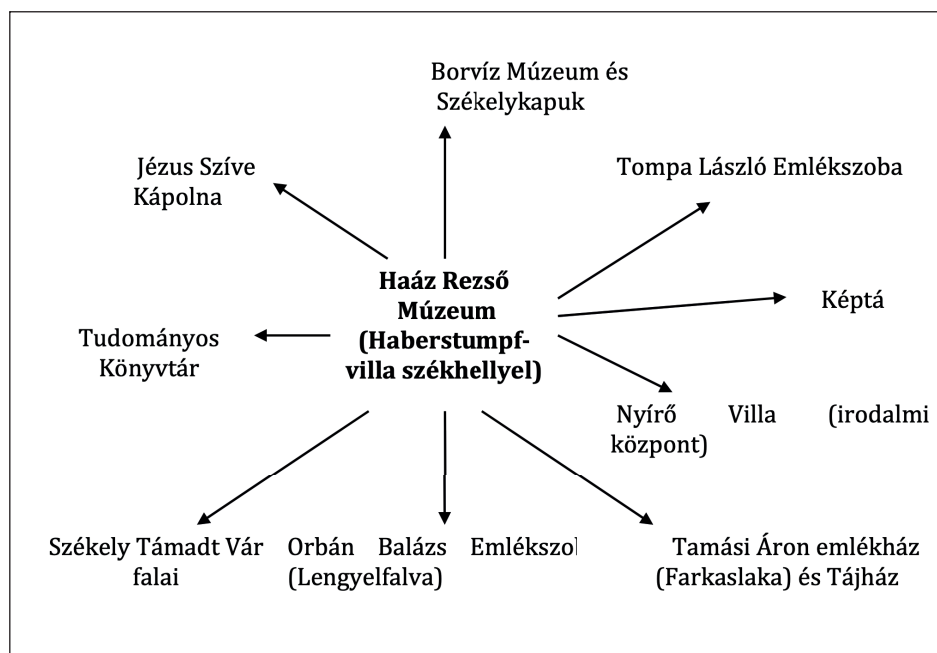 Borvíz Múzeum és
Székelykapuk
Jézus Szíve
Kápolna
Tompa László Emlékszoba
Haáz Rezső
Múzeum
(Haberstumpf-
villa székhellyel)
Képtá
Tudományos
Könyvtár
Nyírő Villa (irodalmi
központ)
Székely Támadt Vár
falai
Orbán Balázs Emlékszol
(Lengyelfalva)
Tamási Áron emlékház
(Farkaslaka) és Tájház